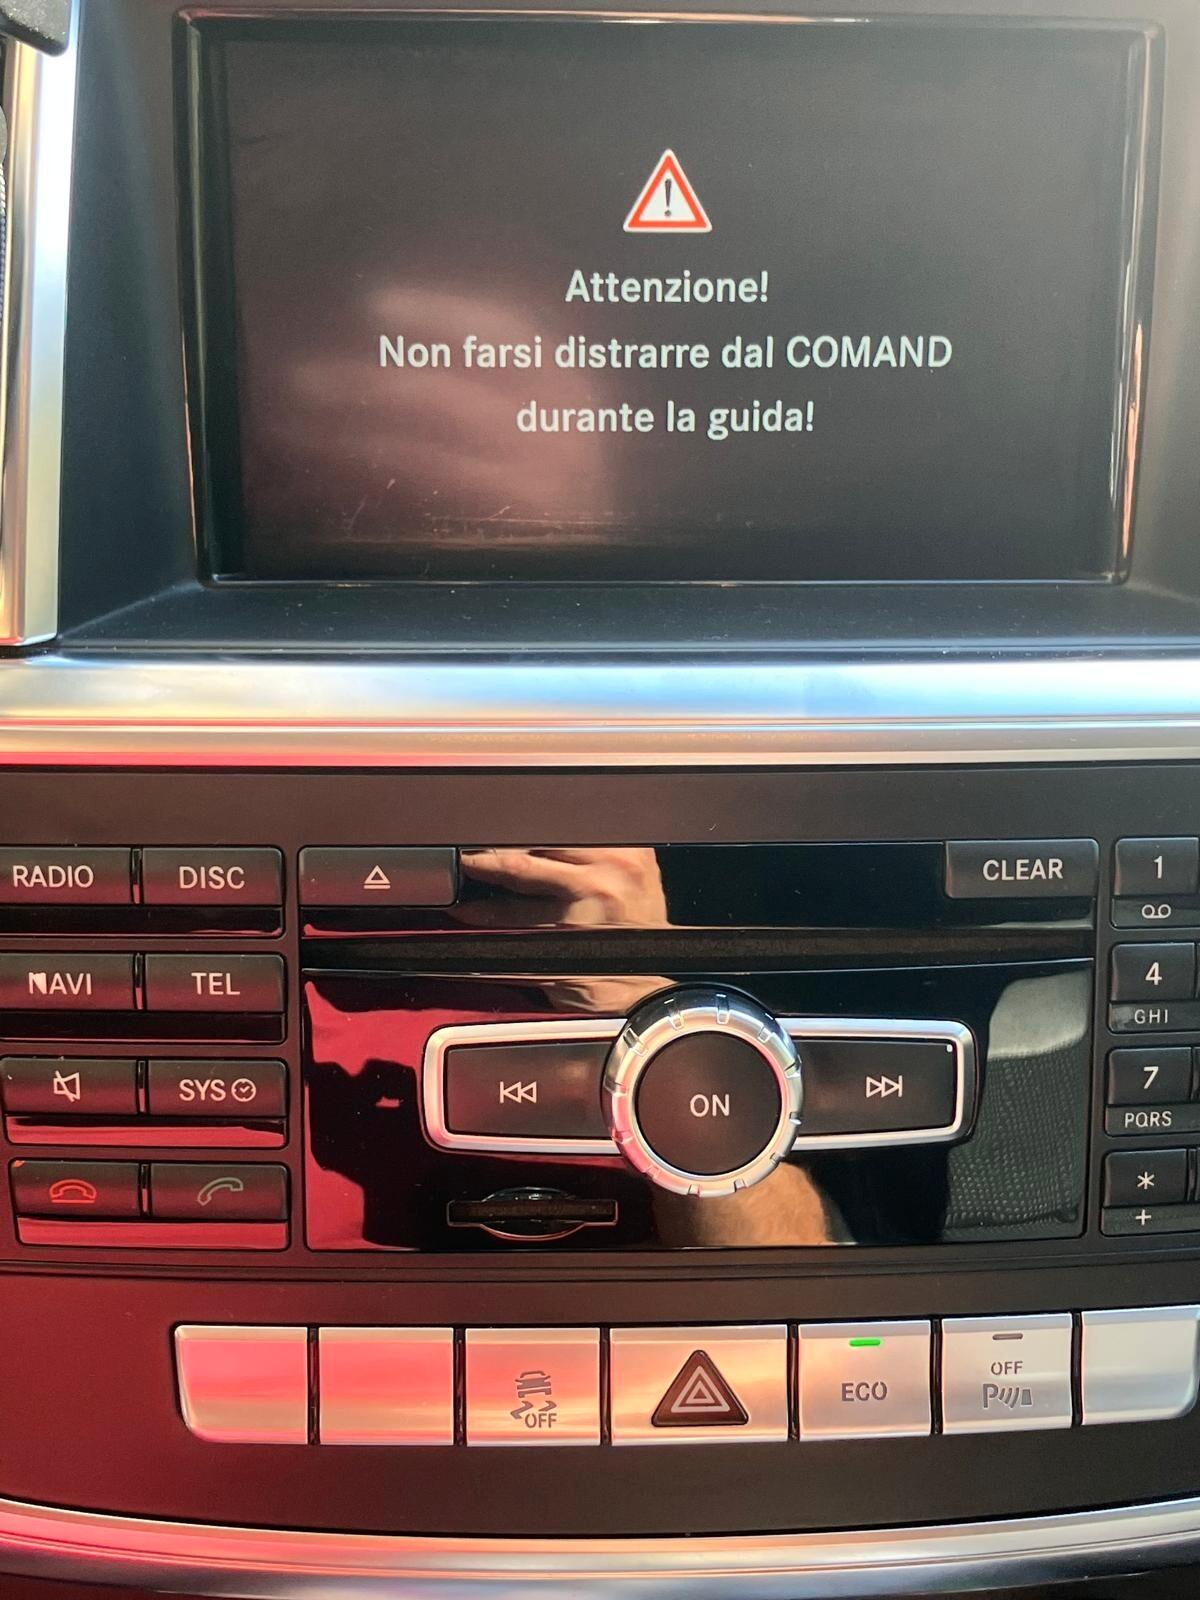 Attenzione!
Non farsi distrarre dal COMAND
durante la guida!
RADIO
DISC
CLEAR
1
NAVI
TEL
4
GHI
SYS
ON
7
PQRS
*
+
OFF
ECO
OFF
P